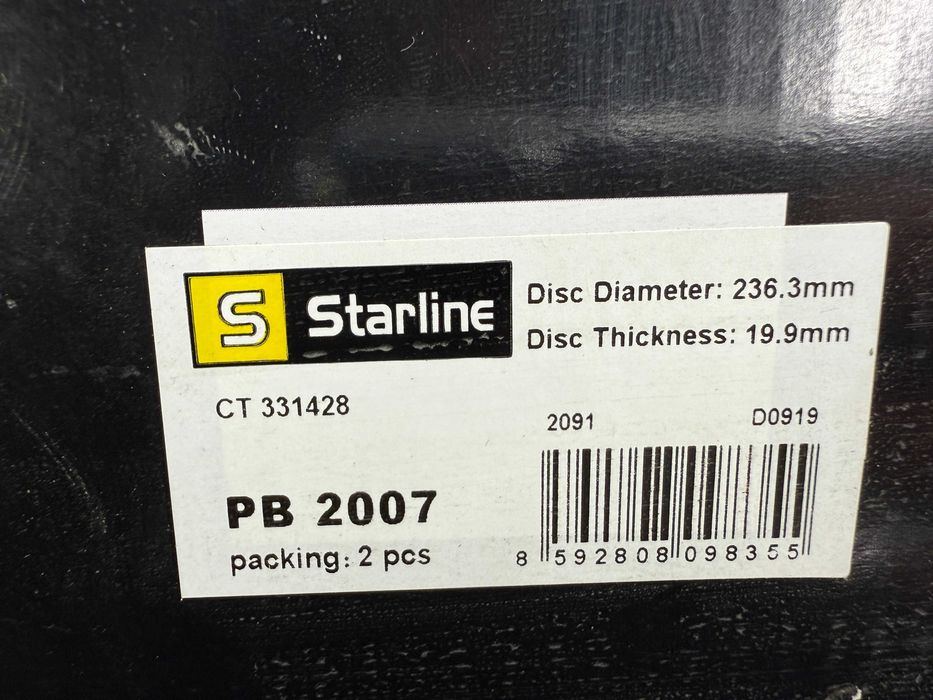 S Starline
Disc Diameter: 236.3mm
Disc Thickness: 19.9mm
CT 331428
2091 D0919
PB 2007
packing: 2 pcs
8 592808 098355